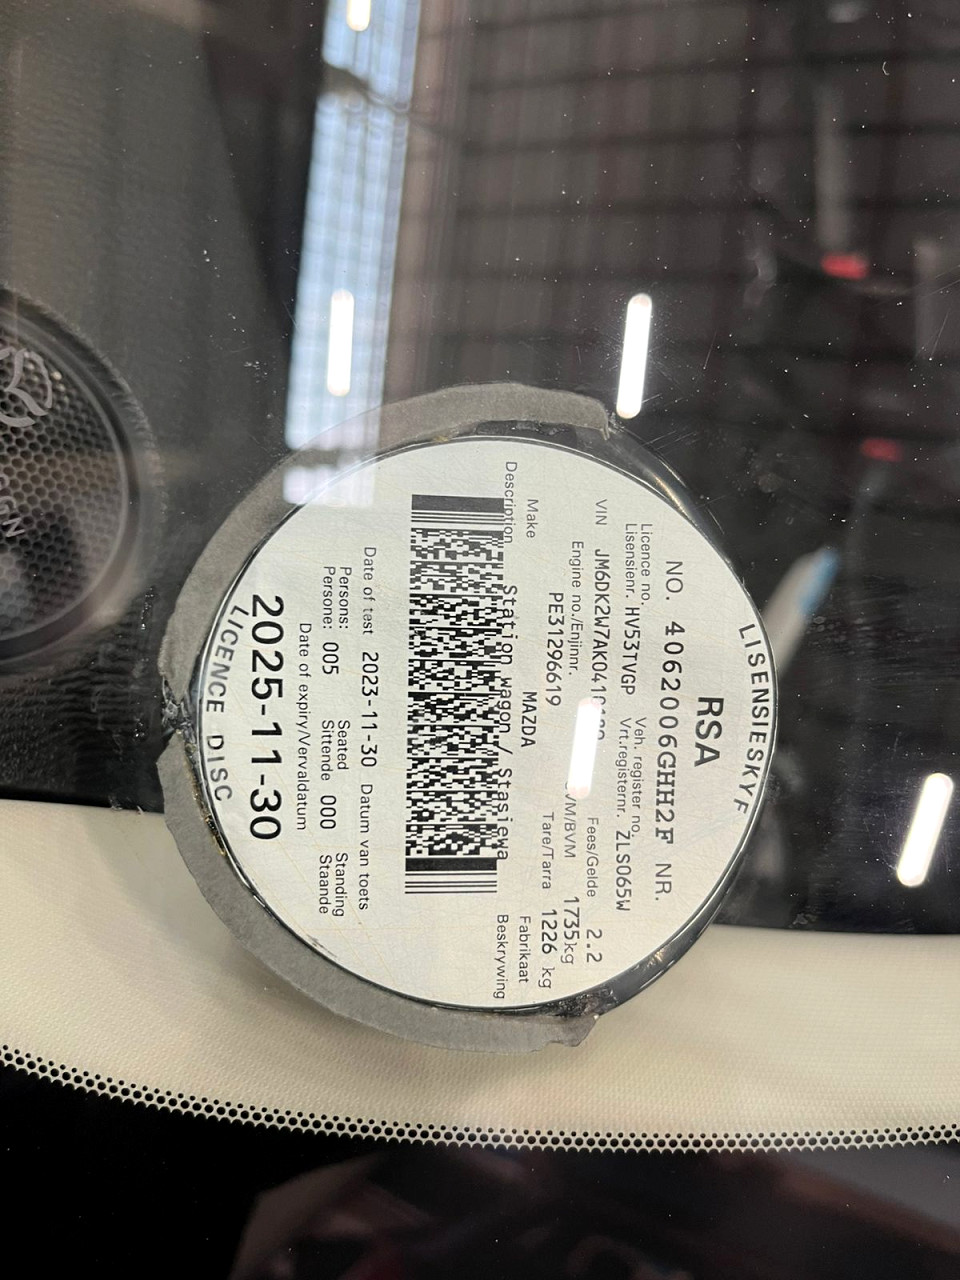 LISENSIESKYF
RSA
NO. 4062006GHH2F NR.
Licence no. Veh. register no.
Lisensienr. HV53TVGP Vrt.registernr. ZLS065W
VIN Fees/Gelde 2.2
Engine no./Enjinnr. 1735kg
PE31296619 Tare/Tarra 1226 kg
Make MAZDA Fabrikaat
Description Station wagon / Stasiewa Beskrywing
Date of test 2023-11-30 Datum van toets
Persons: Seated Standing
Persone: 005 Sittende 000 Staande
Date of expiry/Vervaldatum
2025-11-30
LICENCE DISC